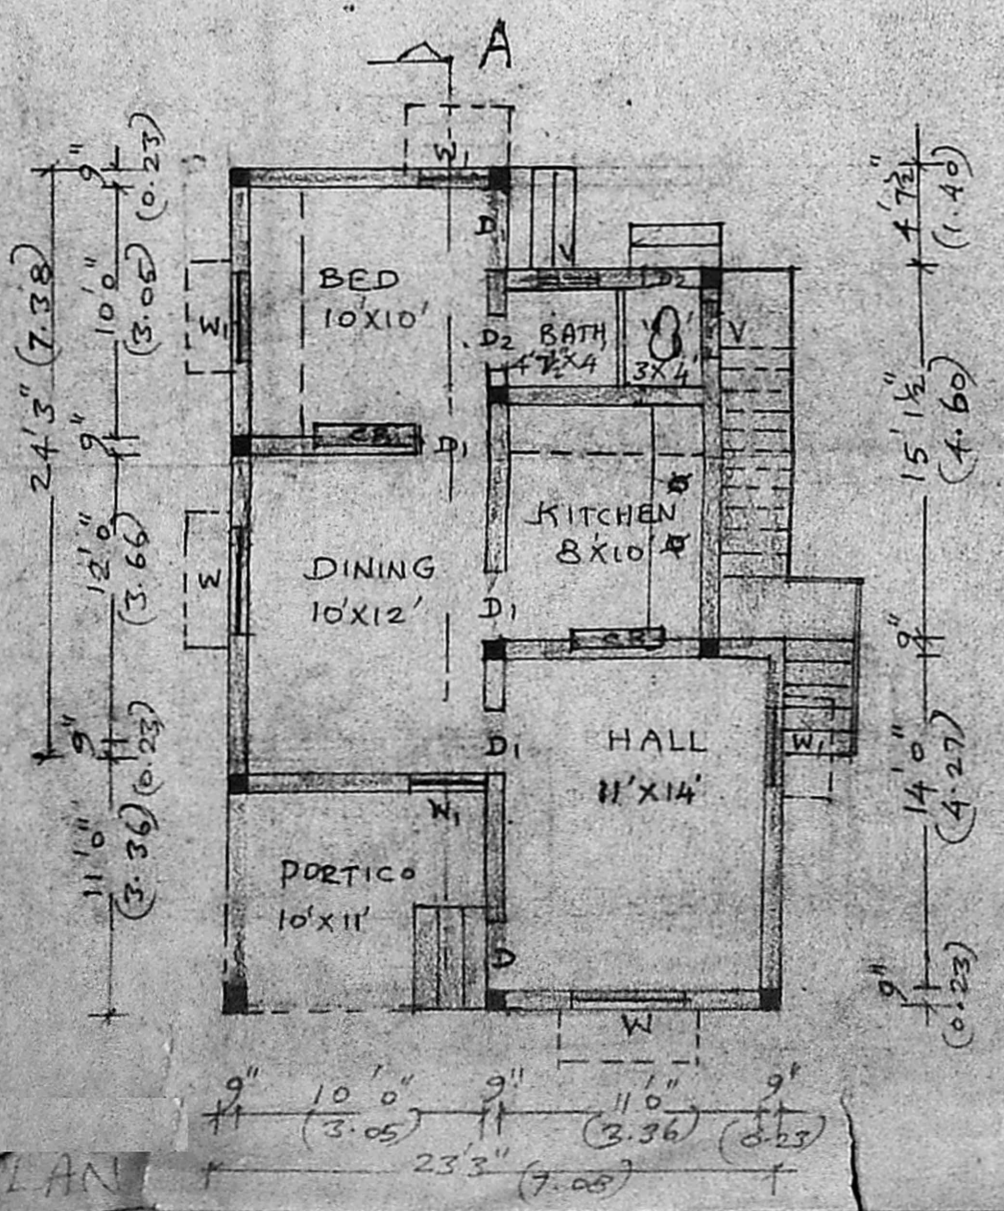 A
W
9"
(0.23)
4'7½"
(1.40)
D
V
D2
10'0"
(3.05)
24'3" (7.38)
BED
10'X10'
W1
D2
BATH
4'7½"X4'
3'X4'
V
15'1½"
(4.60)
9"
CB
D1
KITCHEN
8'X10'
12'0"
(3.66)
W
DINING
10'X12'
D1
CB
9"
9"
(0.23)
D1
HALL
11'X14'
W1
14'0"
(4.27)
W1
11'0"
(3.36)
PORTICO
10'X11'
D
9"
(0.23)
W
9"
10'0"
(3.05)
9"
11'0"
(3.36)
9"
(0.23)
23'3"
(7.08)
LAN